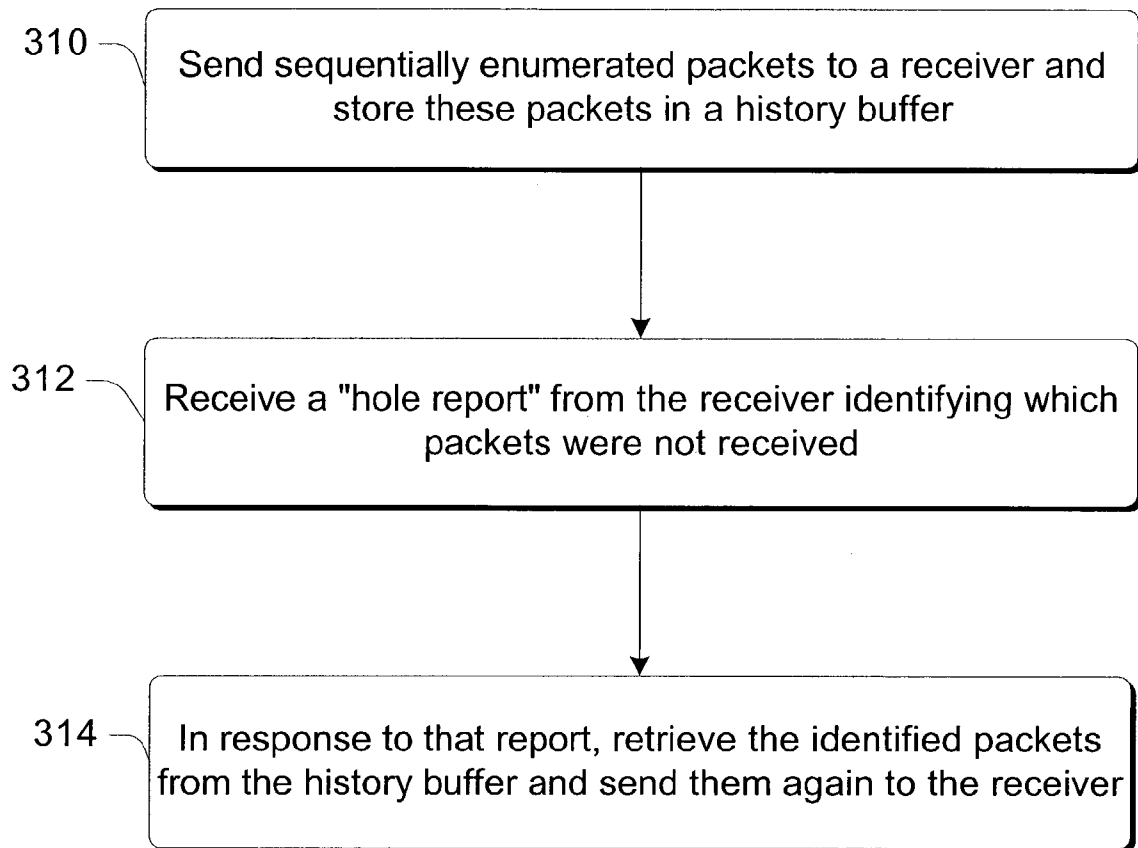 310
Send sequentially enumerated packets to a receiver and
store these packets in a history buffer
312
Receive a "hole report" from the receiver identifying which
packets were not received
314
In response to that report, retrieve the identified packets
from the history buffer and send them again to the receiver